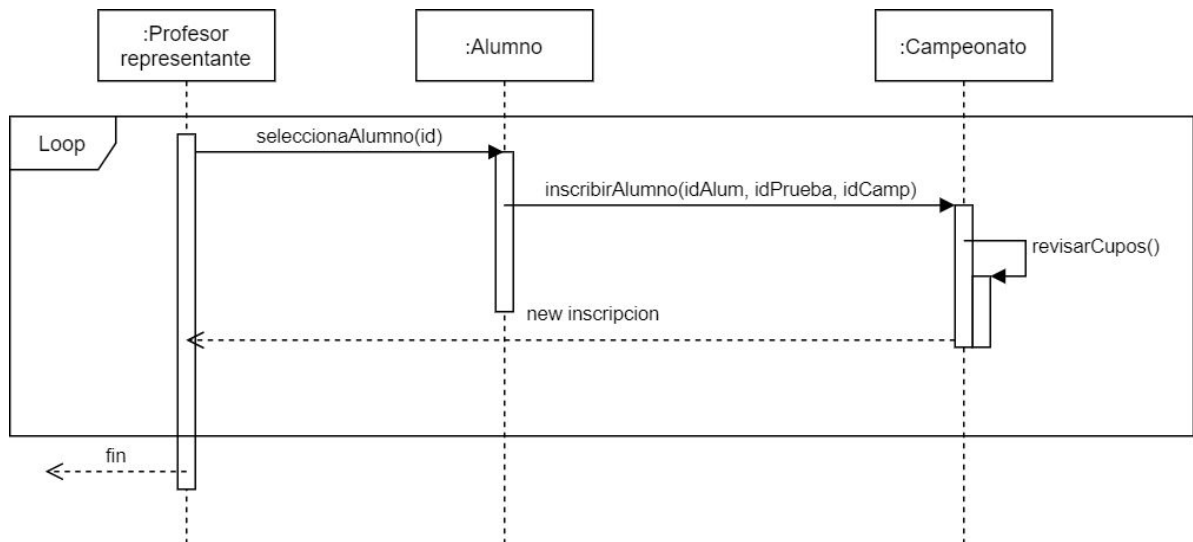 :Profesor
representante
:Alumno
:Campeonato
Loop
seleccionaAlumno(id)
inscribirAlumno(idAlum, idPrueba, idCamp)
revisarCupos()
new inscripcion
fin